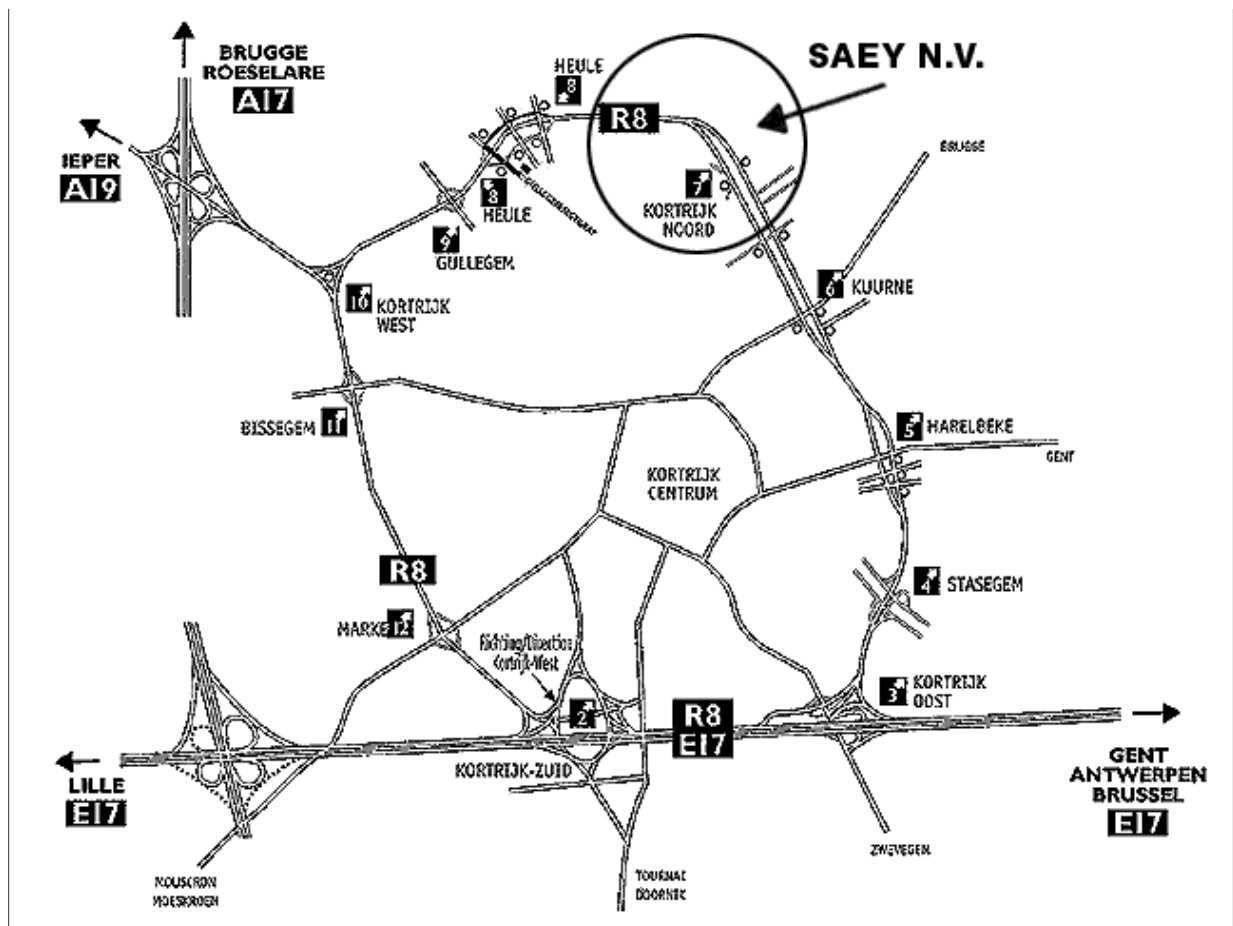 BRUGGE
ROESELARE
A17
IEPER
A19
HEULE
8
R8
SAEY N.V.
BRUGGE
7
KORTRIJK
NOORD
8
HEULE
9
GULLEGEM
6 KUURNE
10 KORTRIJK
WEST
BISSEGEM 11
5 HARELBEKE
GENT
KORTRIJK
CENTRUM
R8
4 STASEGEM
MARKE 12
Richting/Direction
Kortrijk-West
2
3 KORTRIJK
OOST
R8
E17
KORTRIJK-ZUID
LILLE
E17
GENT
ANTWERPEN
BRUSSEL
E17
ZWEVEGEM
MOUSCRON
MOESKROEN
TOURNAI
DOORNIK